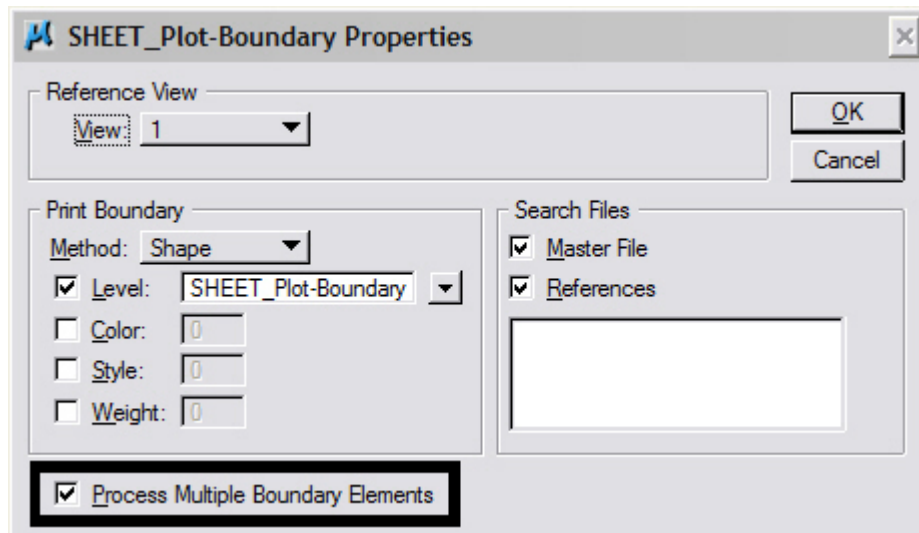 SHEET_Plot-Boundary Properties
Reference View
View: 1
OK
Cancel
Print Boundary
Method: Shape
Level: SHEET_Plot-Boundary
Color: 0
Style: 0
Weight: 0
Search Files
Master File
References
Process Multiple Boundary Elements